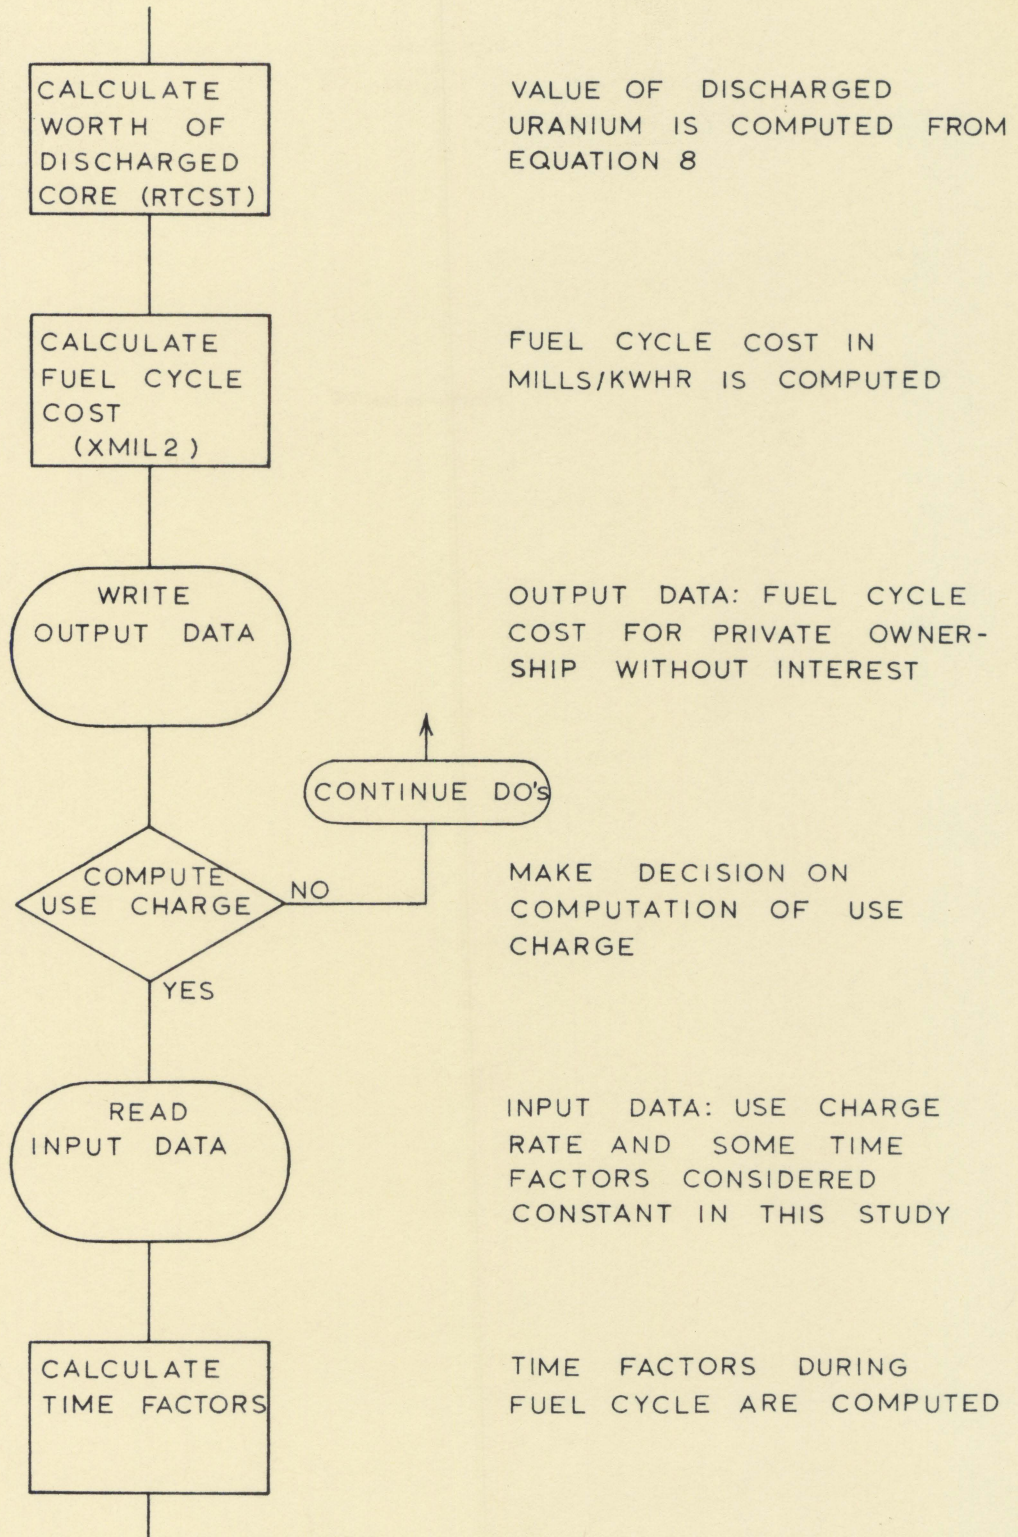 CALCULATE
WORTH OF
DISCHARGED
CORE (RTCST)
VALUE OF DISCHARGED
URANIUM IS COMPUTED FROM
EQUATION 8
CALCULATE
FUEL CYCLE
COST
(XMIL2)
FUEL CYCLE COST IN
MILLS/KWHR IS COMPUTED
WRITE
OUTPUT DATA
OUTPUT DATA: FUEL CYCLE
COST FOR PRIVATE OWNER-
SHIP WITHOUT INTEREST
CONTINUE DO's
COMPUTE
USE CHARGE
NO
YES
MAKE DECISION ON
COMPUTATION OF USE
CHARGE
READ
INPUT DATA
INPUT DATA: USE CHARGE
RATE AND SOME TIME
FACTORS CONSIDERED
CONSTANT IN THIS STUDY
CALCULATE
TIME FACTORS
TIME FACTORS DURING
FUEL CYCLE ARE COMPUTED